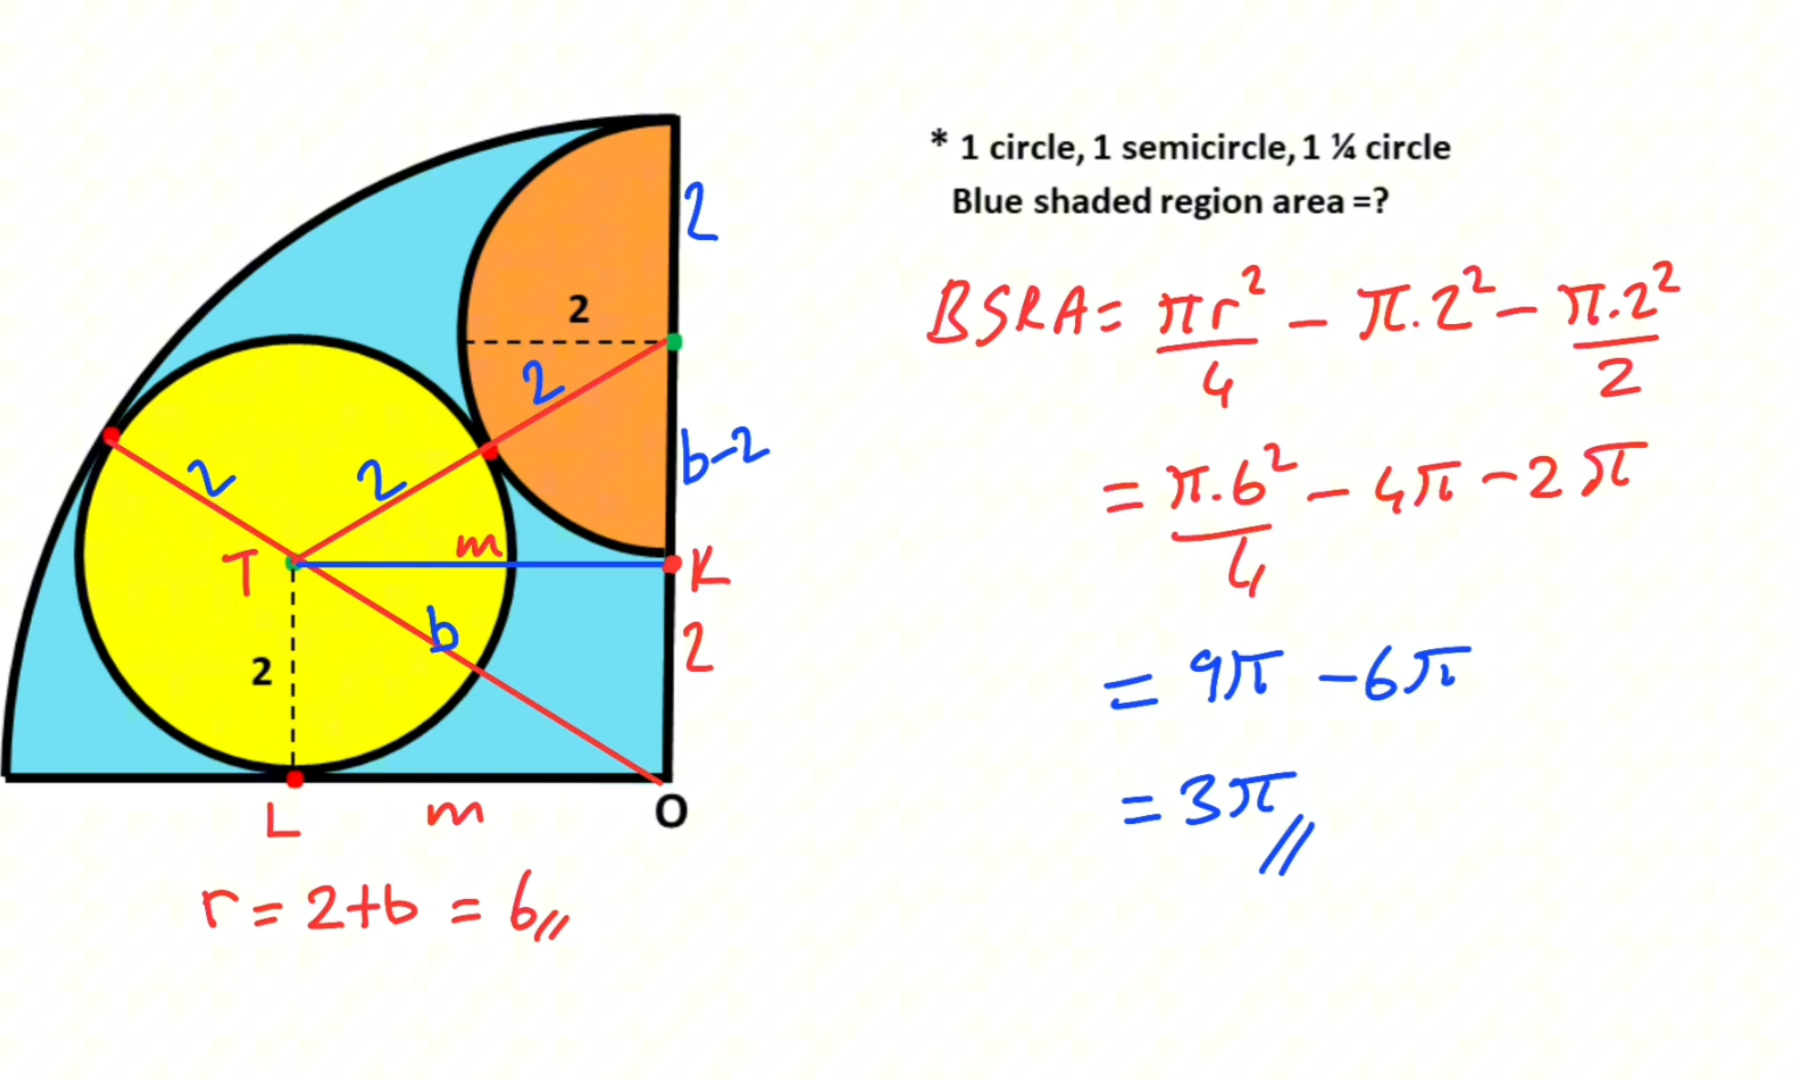 * 1 circle, 1 semicircle, 1 ¼ circle
Blue shaded region area =?
BSRA = πr²/4 - π.2² - π.2²/2
= π.6²/4 - 4π - 2π
= 9π - 6π
= 3π //
2
2
2
b-2
2
2
T
m
K
b
2
2
L
m
O
r = 2+b = 6 //